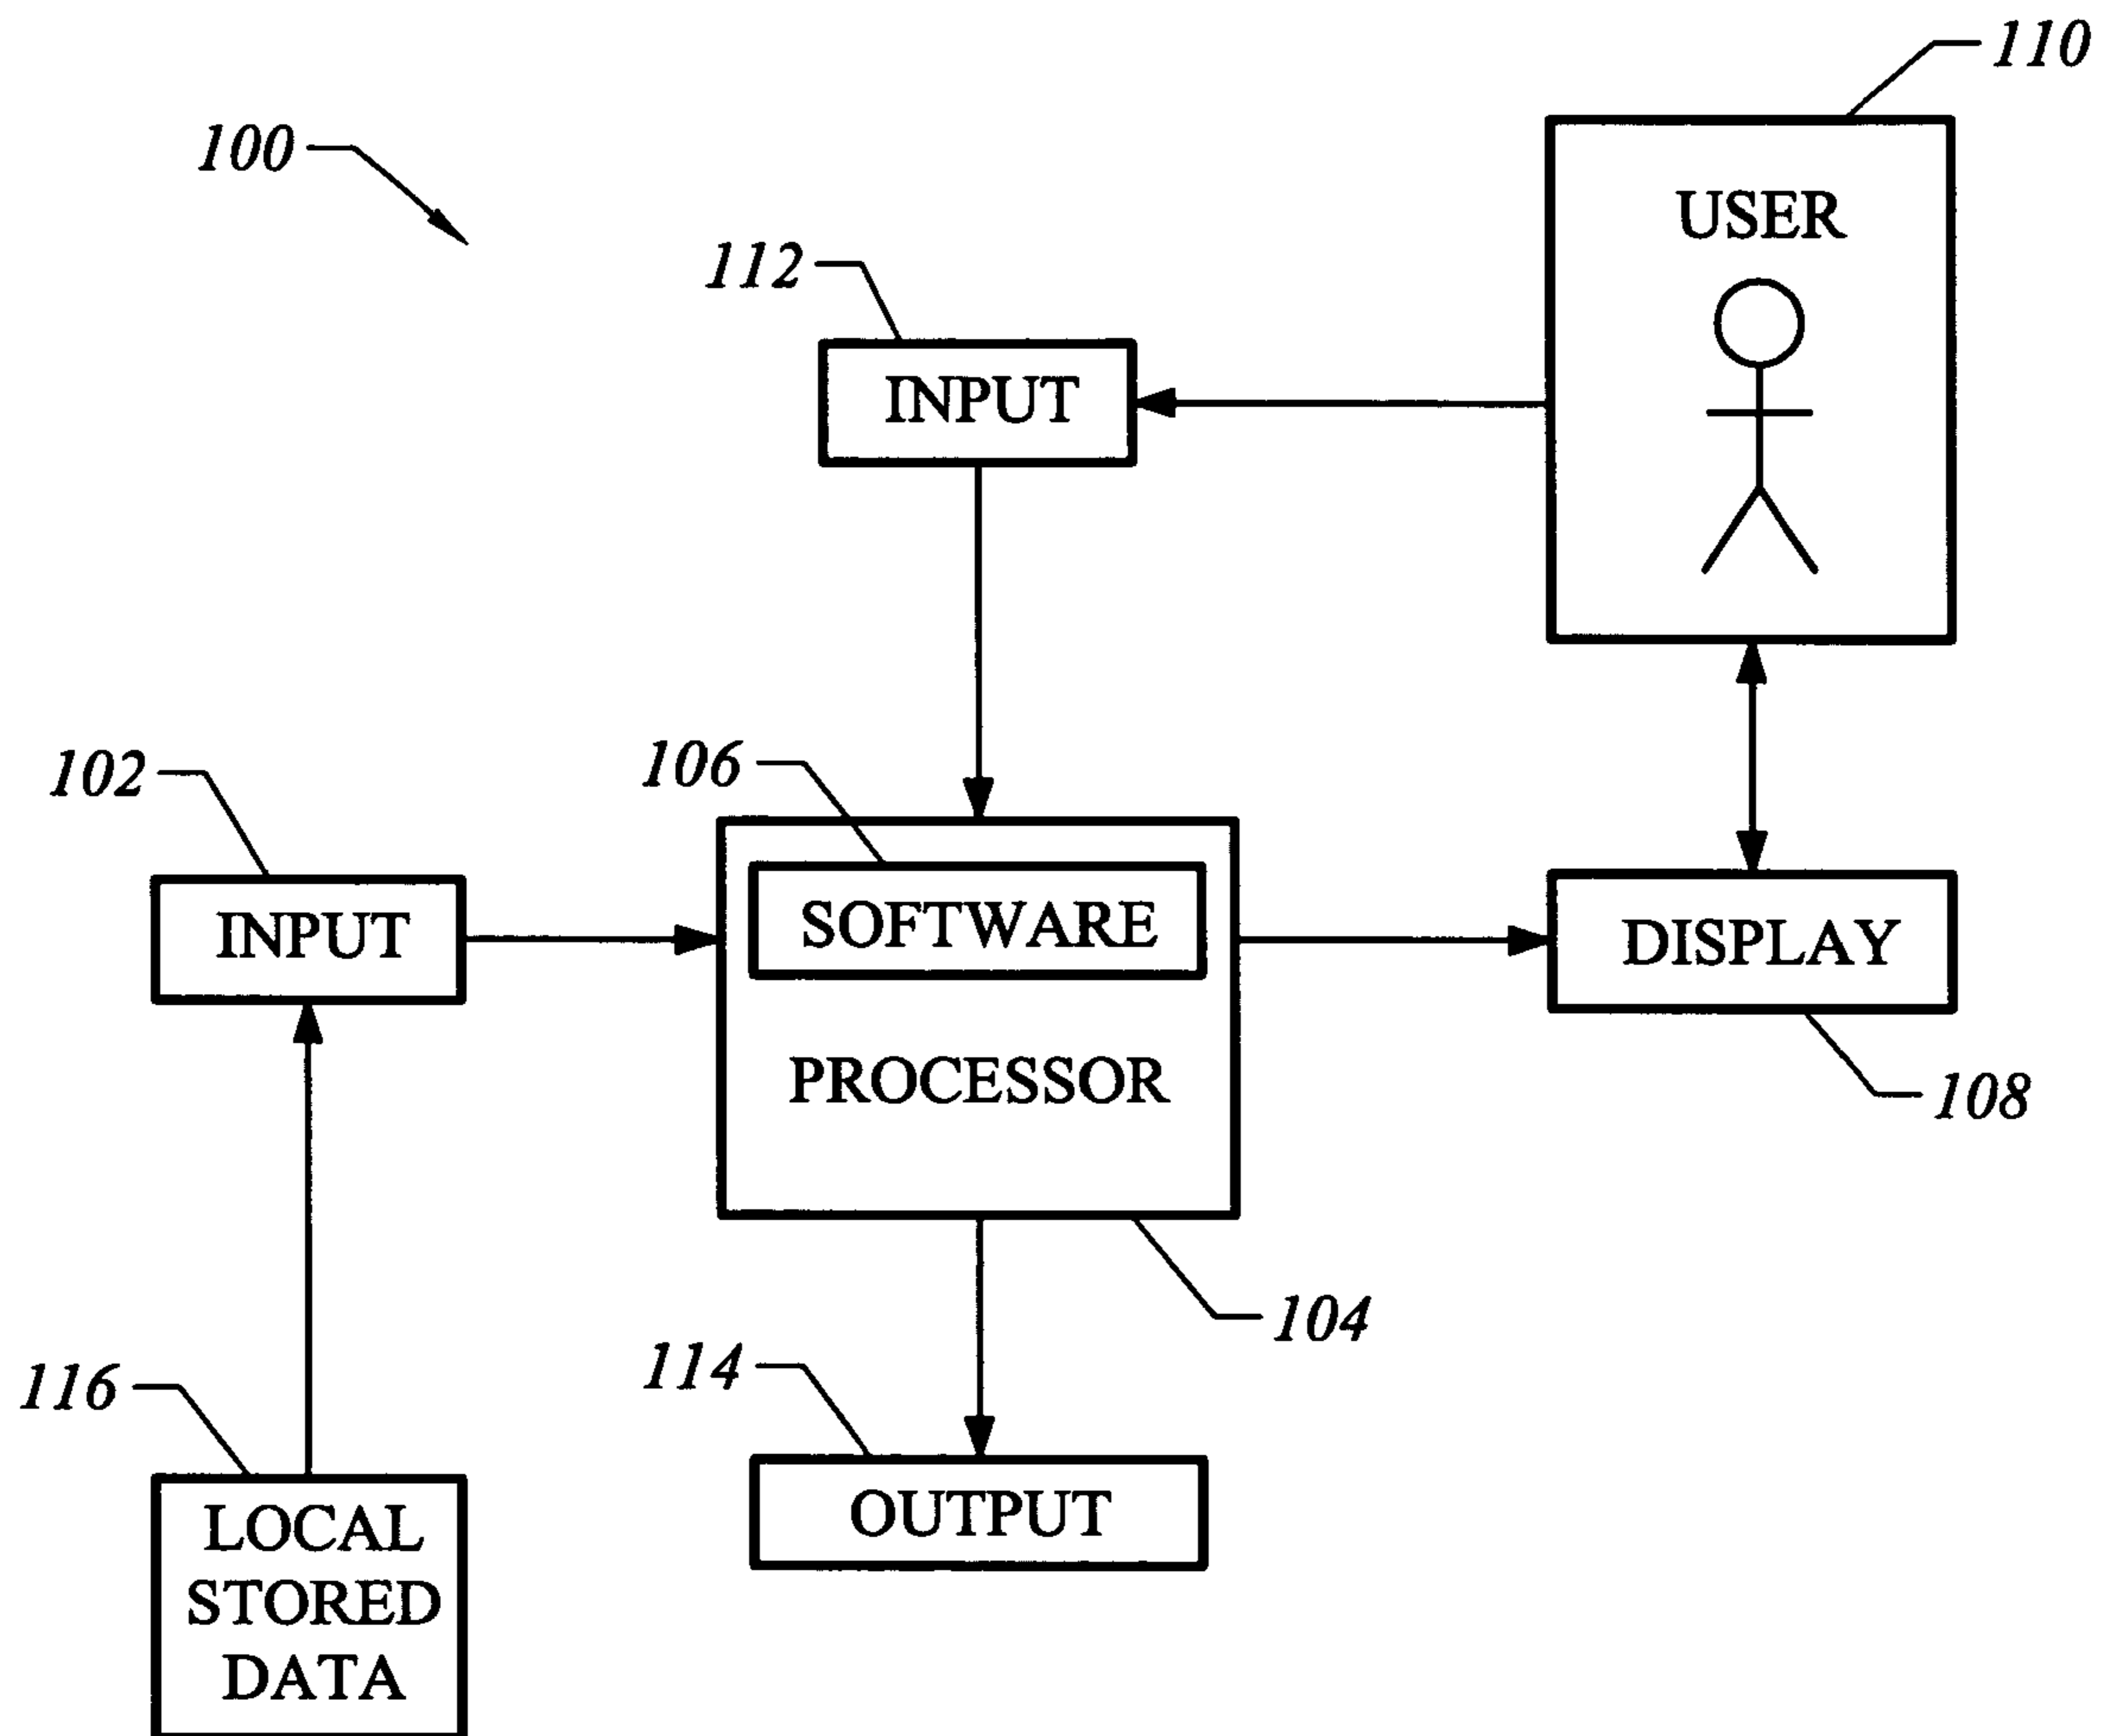 110
100
USER
112
INPUT
106
102
SOFTWARE
INPUT
DISPLAY
PROCESSOR
108
104
114
116
OUTPUT
LOCAL
STORED
DATA